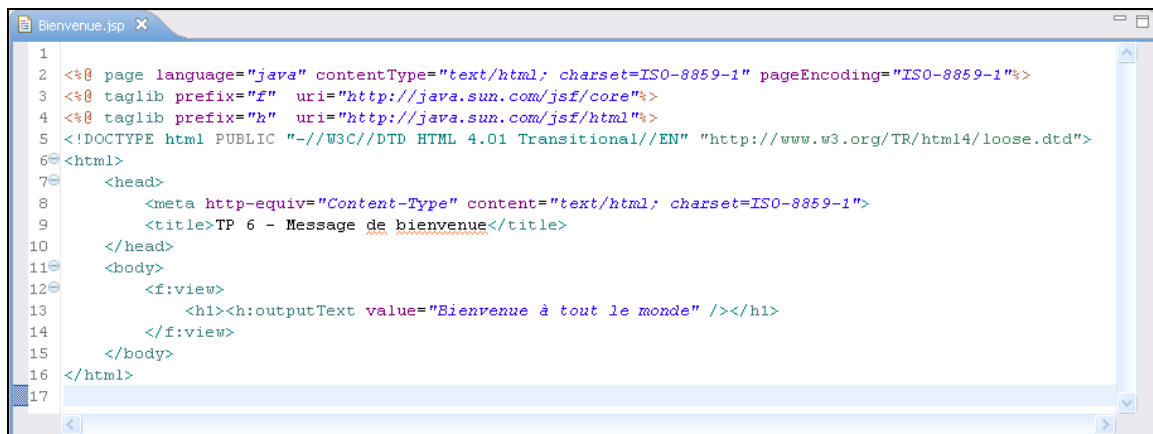 Bienvenue.jsp
1
2 <%@ page language="java" contentType="text/html; charset=ISO-8859-1" pageEncoding="ISO-8859-1"%>
3 <%@ taglib prefix="f" uri="http://java.sun.com/jsf/core"%>
4 <%@ taglib prefix="h" uri="http://java.sun.com/jsf/html"%>
5 <!DOCTYPE html PUBLIC "-//W3C//DTD HTML 4.01 Transitional//EN" "http://www.w3.org/TR/html4/loose.dtd">
6 <html>
7 <head>
8 <meta http-equiv="Content-Type" content="text/html; charset=ISO-8859-1">
9 <title>TP 6 - Message de bienvenue</title>
10 </head>
11 <body>
12 <f:view>
13 <h1><h:outputText value="Bienvenue à tout le monde" /></h1>
14 </f:view>
15 </body>
16 </html>
17